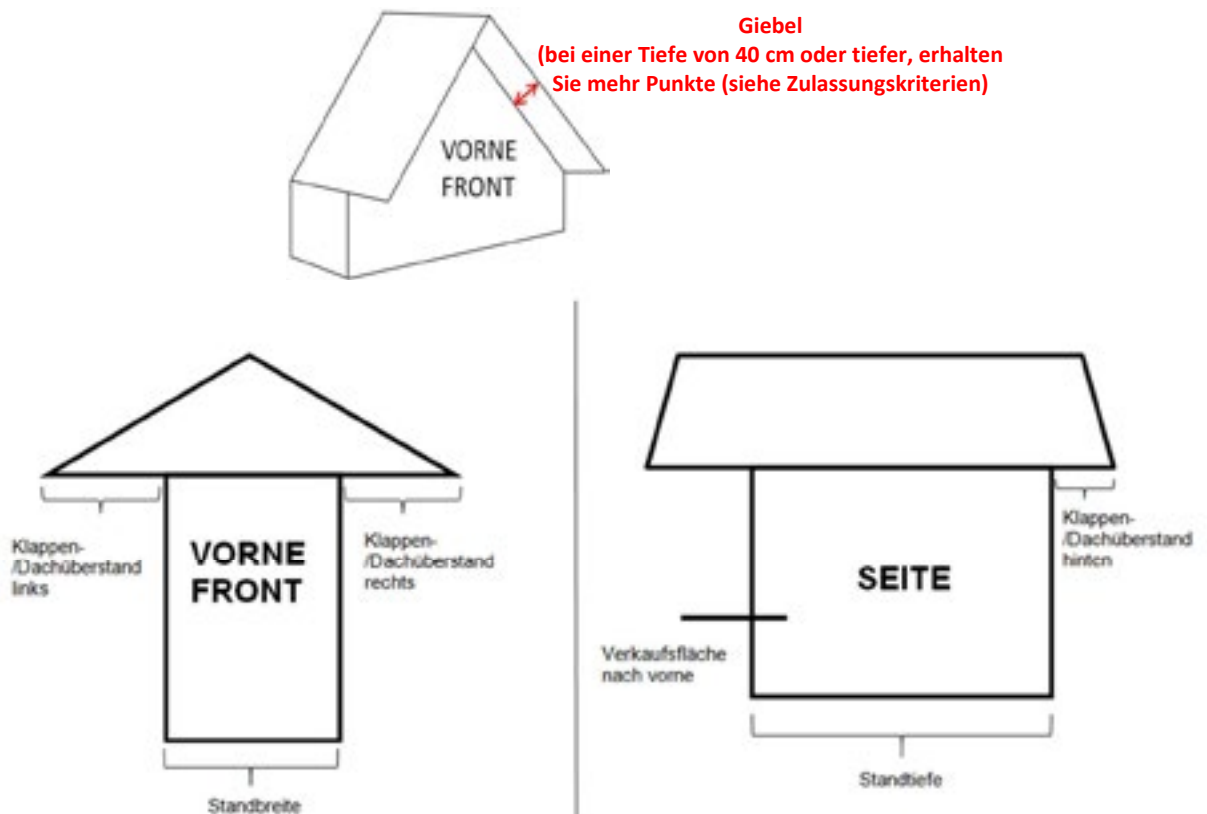 Giebel
(bei einer Tiefe von 40 cm oder tiefer, erhalten
Sie mehr Punkte (siehe Zulassungskriterien)
VORNE
FRONT
Klappen-
/Dachüberstand
links
VORNE
FRONT
Klappen-
/Dachüberstand
rechts
Standbreite
Klappen-
/Dachüberstand
hinten
SEITE
Verkaufsfläche
nach vorne
Standtiefe